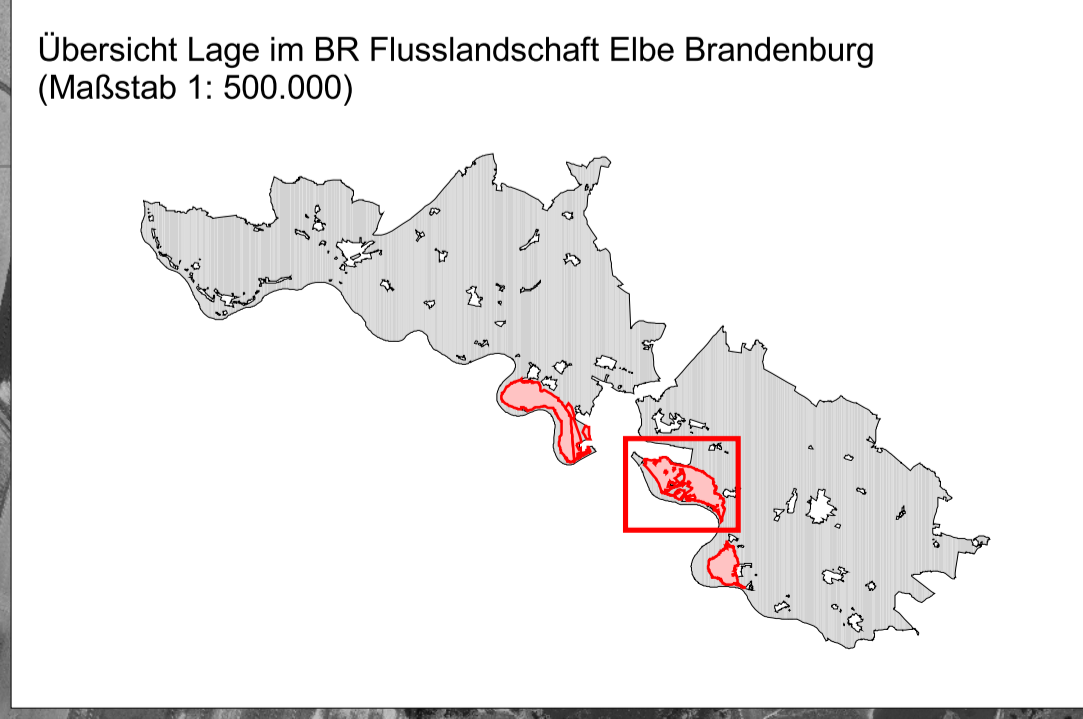 Übersicht Lage im BR Flusslandschaft Elbe Brandenburg
(Maßstab 1: 500.000)